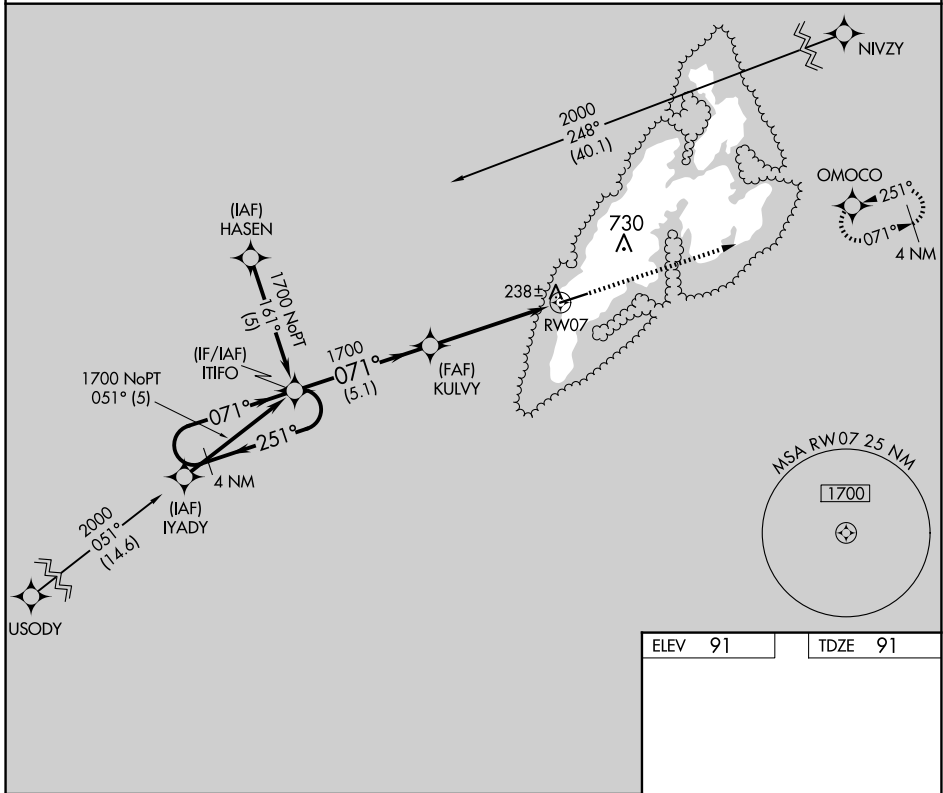 NIVZY
2000
248°
(40.1)
OMOCO
251°
071°
4 NM
(IAF)
HASEN
730
1700 NoPT
161°
(5)
238±
RW07
(IF/IAF)
ITIFO
1700
071°
(5.1)
(FAF)
KULVY
1700 NoPT
051° (5)
071°
251°
4 NM
(IAF)
IYADY
MSA RW07 25 NM
1700
2000
051°
(14.6)
USODY
ELEV 91
TDZE 91